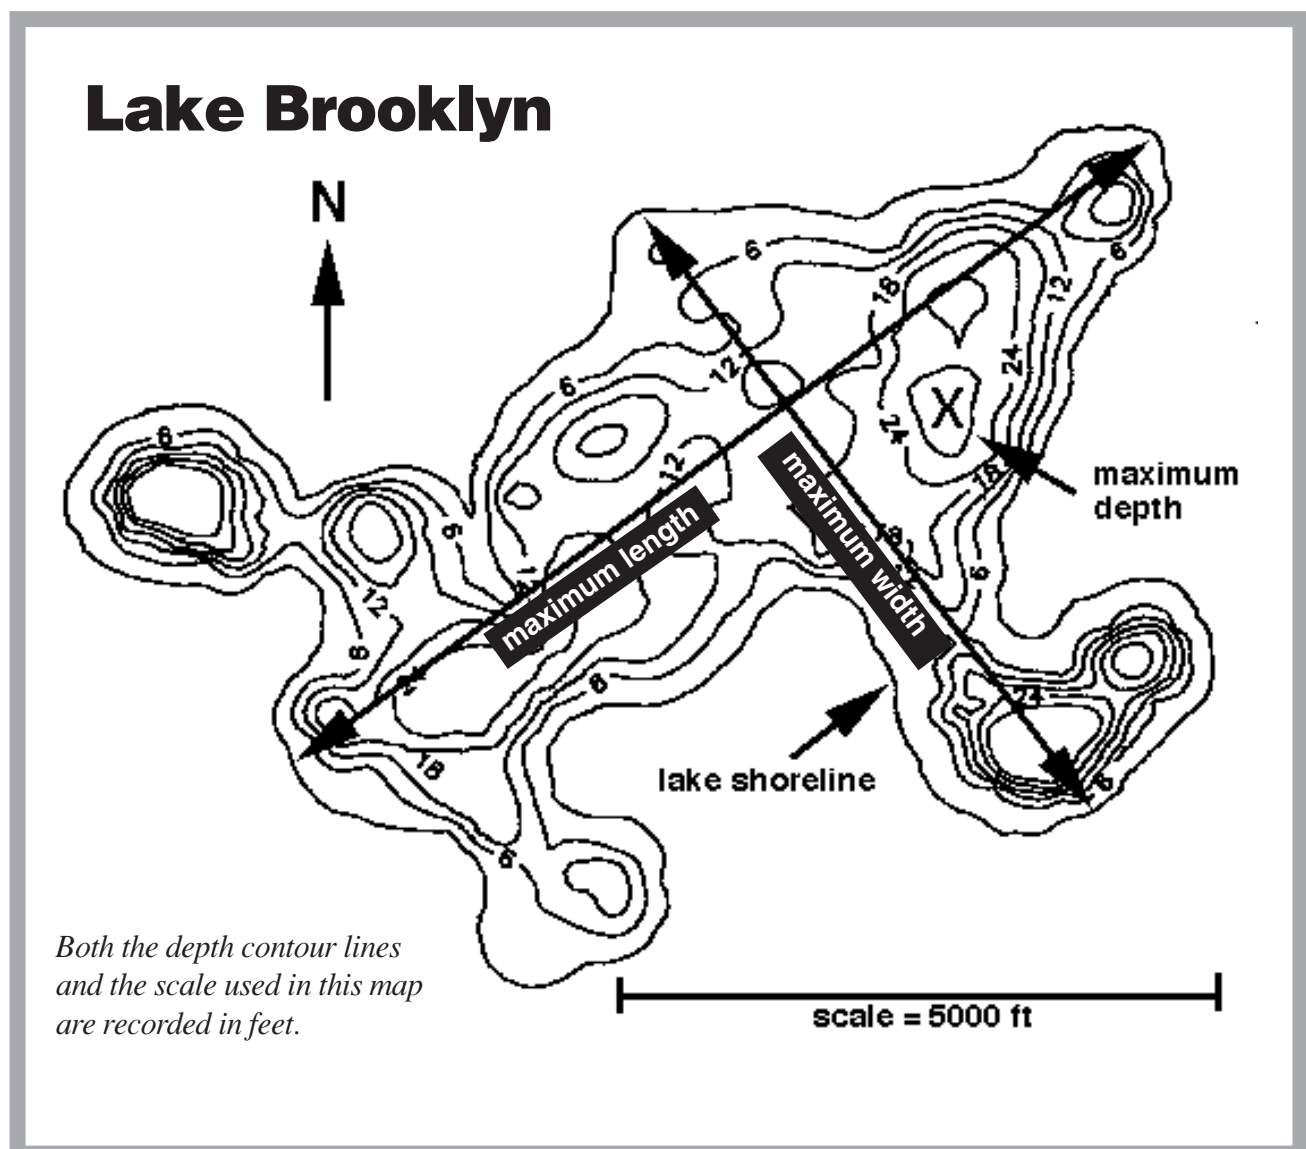 Lake Brooklyn
N
6
18
12
6
24
12
6
24
X
12
18
maximum
depth
6
6
maximum length
maximum width
18
6
12
6
24
24
6
18
6
lake shoreline
6
Both the depth contour lines
and the scale used in this map
are recorded in feet.
scale = 5000 ft